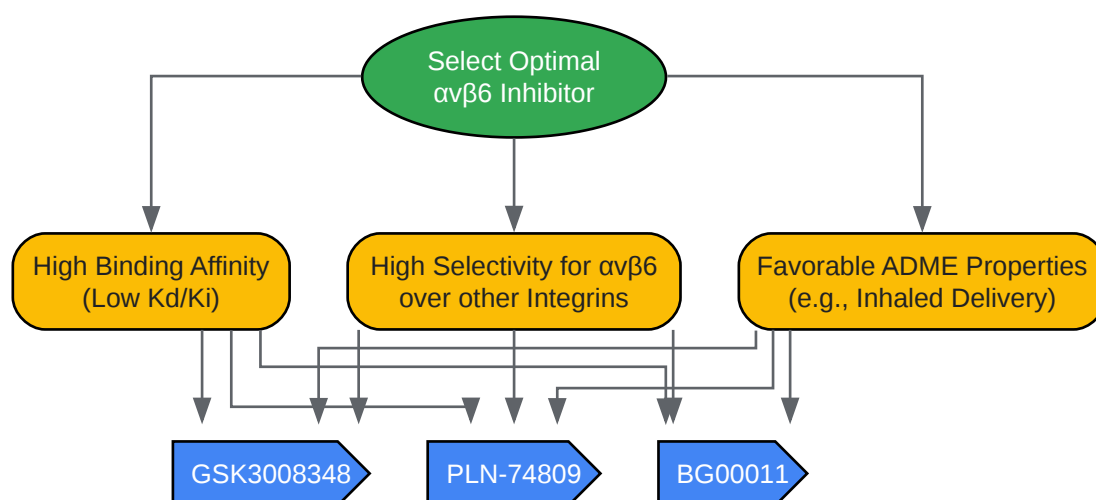 Select Optimal
αvβ6 Inhibitor
High Binding Affinity
(Low Kd/Ki)
High Selectivity for αvβ6
over other Integrins
Favorable ADME Properties
(e.g., Inhaled Delivery)
GSK3008348
PLN-74809
BG00011